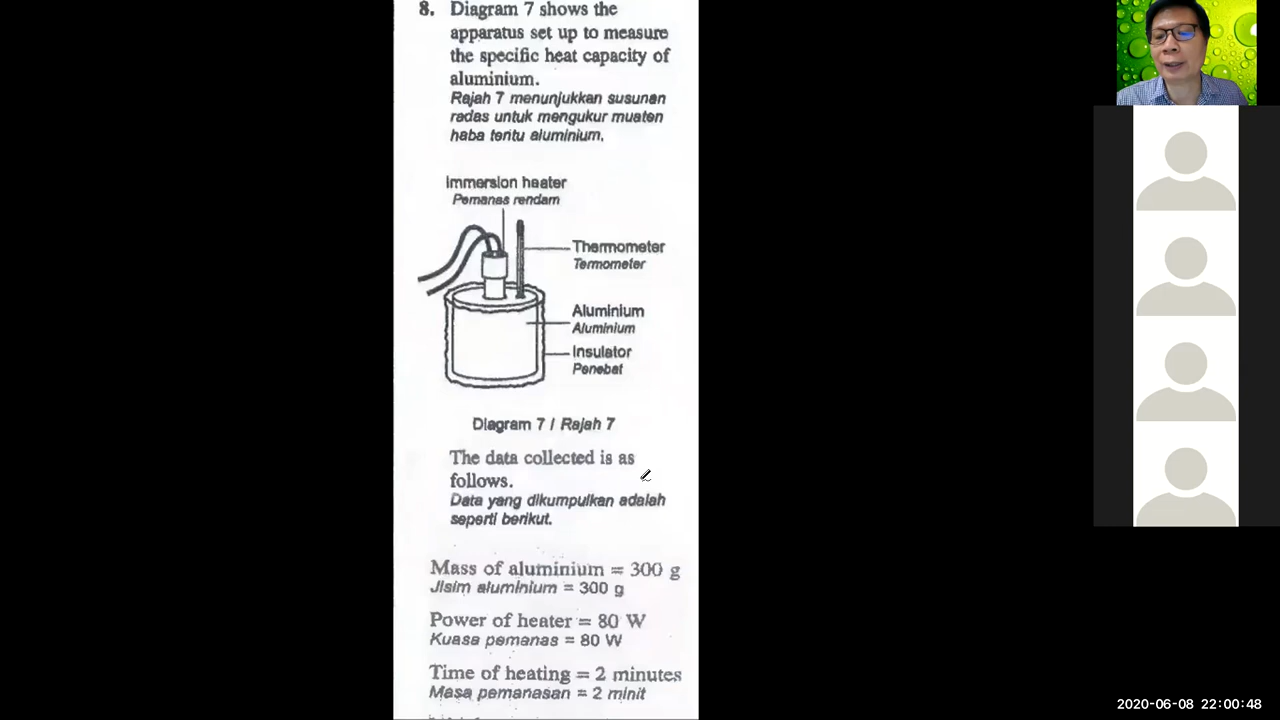 8. Diagram 7 shows the
apparatus set up to measure
the specific heat capacity of
aluminium.
Rajah 7 menunjukkan susunan
radas untuk mengukur muatan
haba tentu aluminium.
Immersion heater
Pemanas rendam
Thermometer
Termometer
Aluminium
Aluminium
Insulator
Penebat
Diagram 7 / Rajah 7
The data collected is as
follows.
Data yang dikumpulkan adalah
seperti berikut.
Mass of aluminium = 300 g
Jisim aluminium = 300 g
Power of heater = 80 W
Kuasa pemanas = 80 W
Time of heating = 2 minutes
Masa pemanasan = 2 minit
2020-06-08 22:00:48